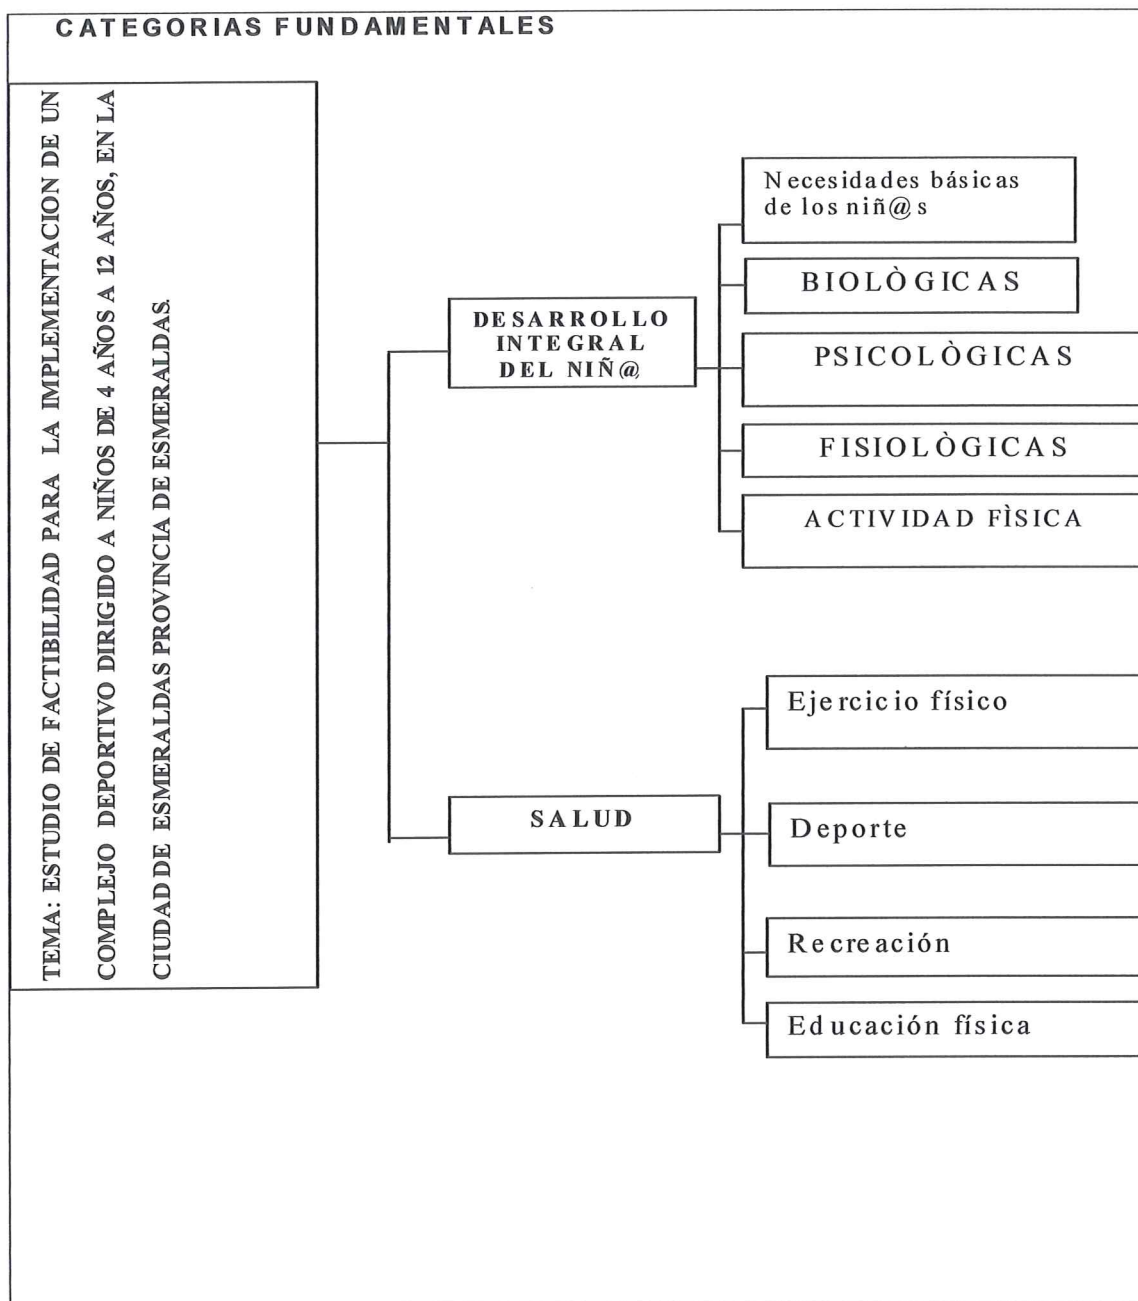 CATEGORIAS FUNDAMENTALES
TEMA: ESTUDIO DE FACTIBILIDAD PARA LA IMPLEMENTACION DE UN
COMPLEJO DEPORTIVO DIRIGIDO A NIÑOS DE 4 AÑOS A 12 AÑOS, EN LA
CIUDAD DE ESMERALDAS PROVINCIA DE ESMERALDAS.
DESARROLLO
INTEGRAL
DEL NIÑ@
Necesidades básicas
de los niñ@s
BIOLÒGICAS
PSICOLÒGICAS
FISIOLÒGICAS
ACTIVIDAD FÌSICA
SALUD
Ejercicio físico
Deporte
Recreación
Educación física